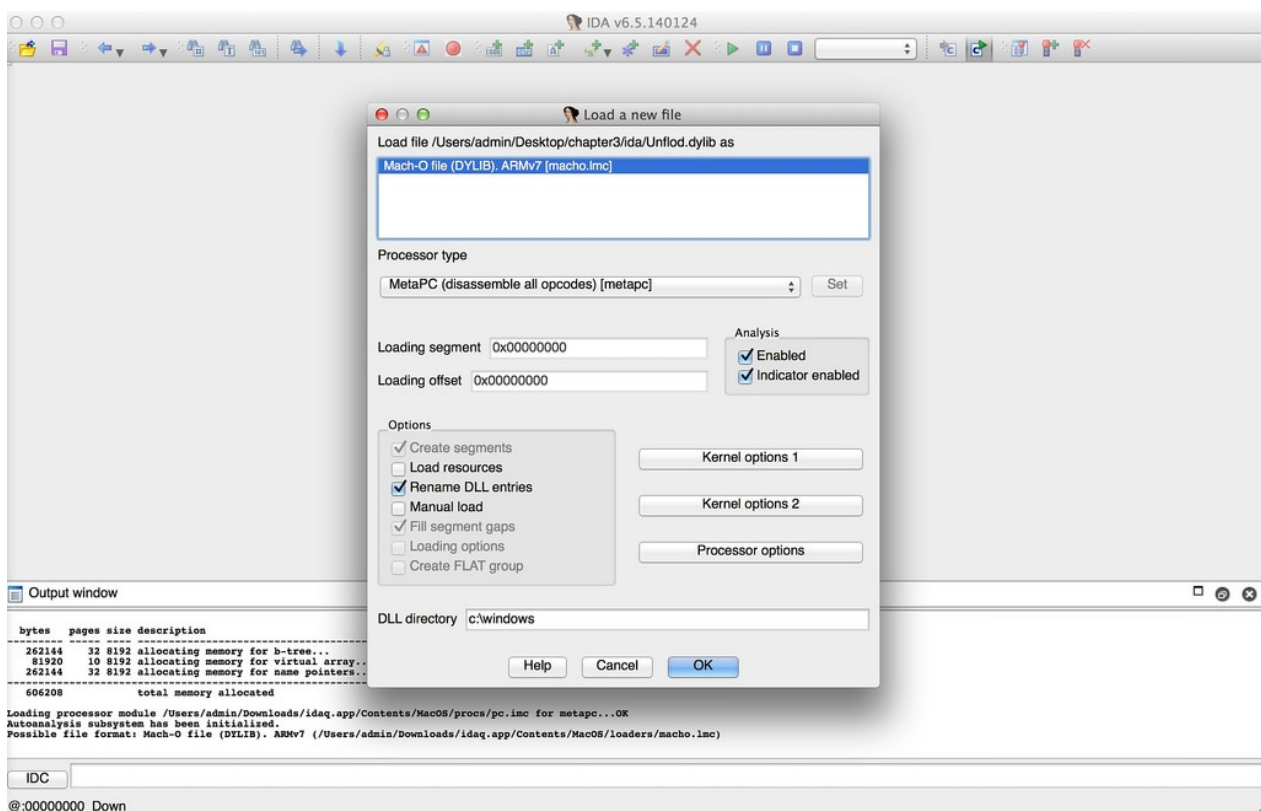 IDA v6.5.140124
Load a new file
Load file /Users/admin/Desktop/chapter3/ida/Unflod.dylib as
Mach-O file (DYLIB). ARMv7 [macho.lmc]
Processor type
MetaPC (disassemble all opcodes) [metapc]
Set
Loading segment 0x00000000
Loading offset 0x00000000
Analysis
Enabled
Indicator enabled
Options
Create segments
Load resources
Rename DLL entries
Manual load
Fill segment gaps
Loading options
Create FLAT group
Kernel options 1
Kernel options 2
Processor options
DLL directory c:\windows
Help Cancel OK
Output window
bytes pages size description
262144 32 8192 allocating memory for b-tree...
81920 10 8192 allocating memory for virtual array..
262144 32 8192 allocating memory for name pointers..
606208 total memory allocated
Loading processor module /Users/admin/Downloads/idaq.app/Contents/MacOS/procs/pc.imc for metapc...OK
Autoanalysis subsystem has been initialized.
Possible file format: Mach-O file (DYLIB). ARMv7 (/Users/admin/Downloads/idaq.app/Contents/MacOS/loaders/macho.lmc)
IDC
@:00000000 Down